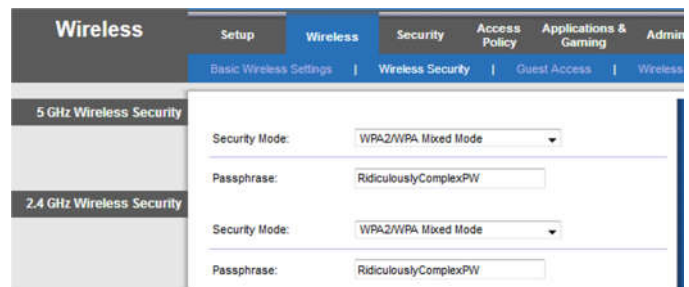 Wireless
Setup Wireless Security Access Policy Applications & Gaming Admin
Basic Wireless Settings | Wireless Security | Guest Access | Wireless
5 GHz Wireless Security
Security Mode: WPA2/WPA Mixed Mode
Passphrase: RidiculouslyComplexPW
2.4 GHz Wireless Security
Security Mode: WPA2/WPA Mixed Mode
Passphrase: RidiculouslyComplexPW